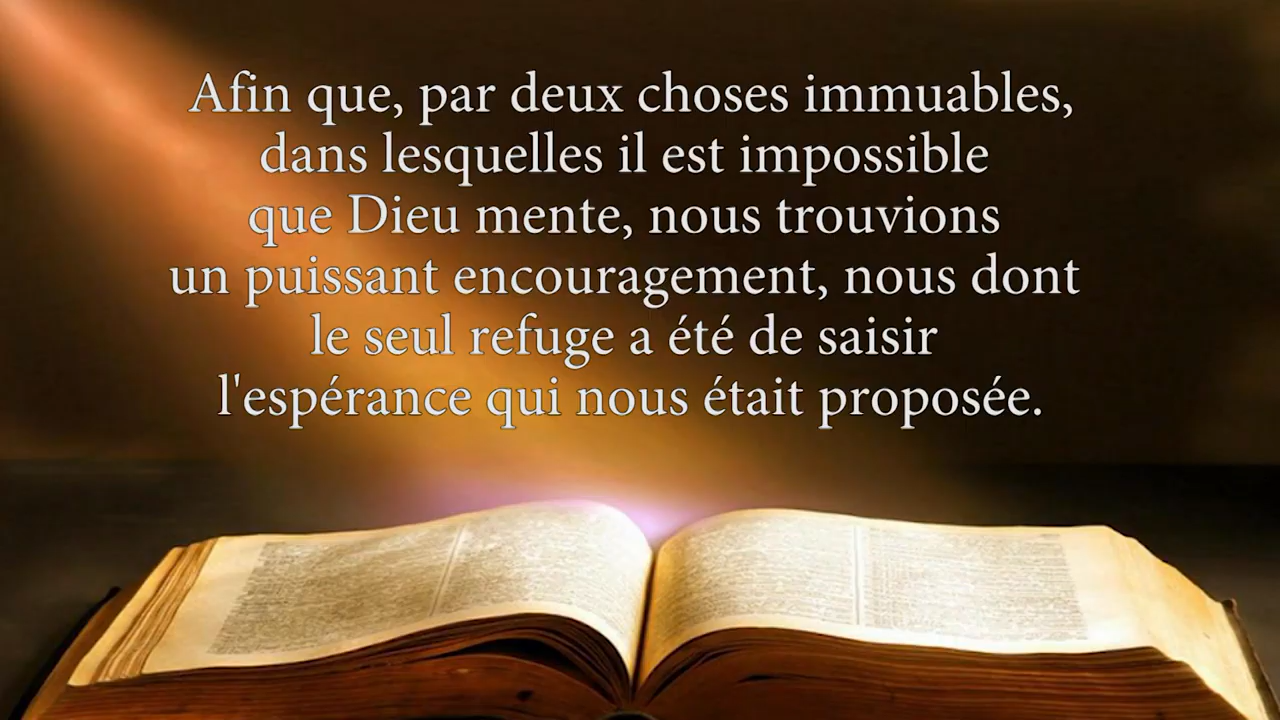 Afin que, par deux choses immuables,
dans lesquelles il est impossible
que Dieu mente, nous trouvions
un puissant encouragement, nous dont
le seul refuge a été de saisir
l'espérance qui nous était proposée.